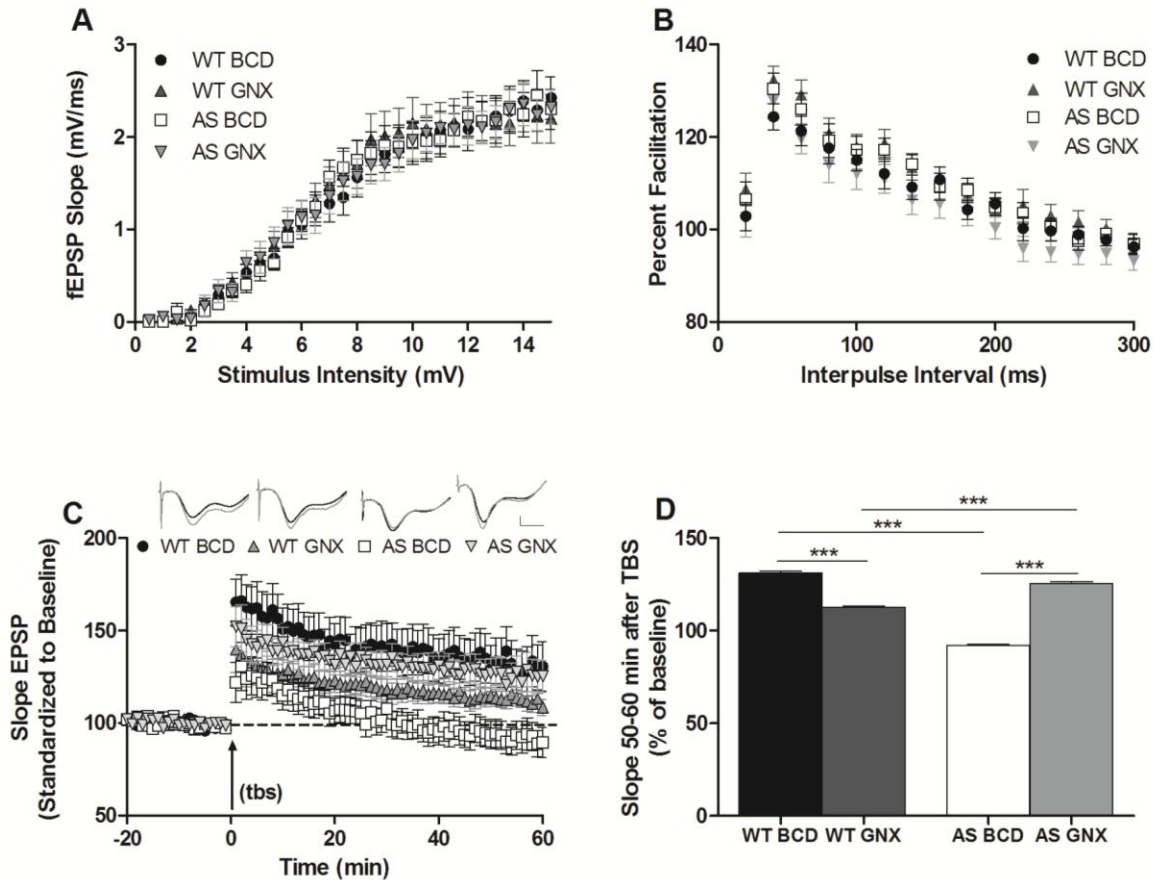 A
fEPSP Slope (mV/ms)
3
2
1
0
0 2 4 6 8 10 12 14
Stimulus Intensity (mV)
WT BCD
WT GNX
AS BCD
AS GNX
B
Percent Facilitation
140
120
100
80
0 100 200 300
Interpulse Interval (ms)
WT BCD
WT GNX
AS BCD
AS GNX
C
WT BCD WT GNX AS BCD AS GNX
Slope EPSP
(Standardized to Baseline)
200
150
100
50
(tbs)
-20 0 20 40 60
Time (min)
D
Slope 50-60 min after TBS
(% of baseline)
150
100
50
0
***
***
***
***
WT BCD WT GNX AS BCD AS GNX